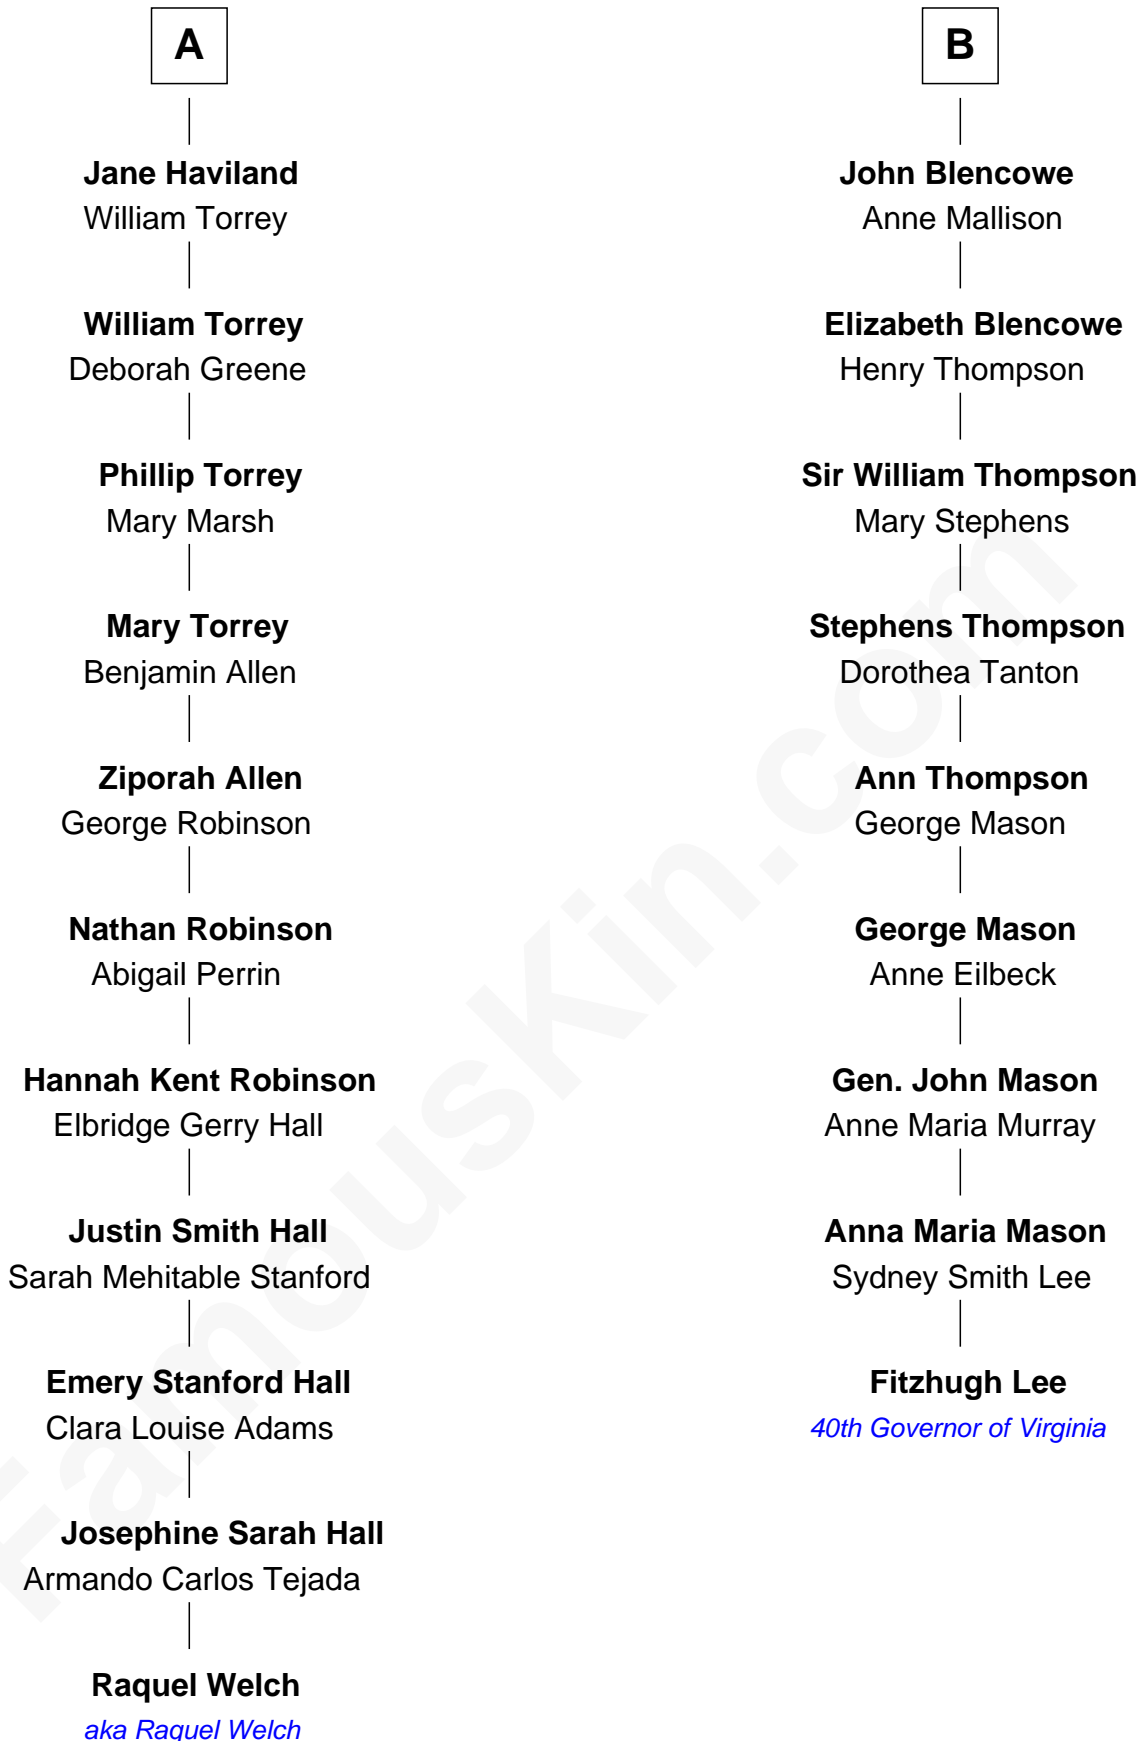 A
Jane Haviland
William Torrey
William Torrey
Deborah Greene
Phillip Torrey
Mary Marsh
Mary Torrey
Benjamin Allen
Ziporah Allen
George Robinson
Nathan Robinson
Abigail Perrin
Hannah Kent Robinson
Elbridge Gerry Hall
Justin Smith Hall
Sarah Mehitable Stanford
Emery Stanford Hall
Clara Louise Adams
Josephine Sarah Hall
Armando Carlos Tejada
Raquel Welch
aka Raquel Welch
B
John Blencowe
Anne Mallison
Elizabeth Blencowe
Henry Thompson
Sir William Thompson
Mary Stephens
Stephens Thompson
Dorothea Tanton
Ann Thompson
George Mason
George Mason
Anne Eilbeck
Gen. John Mason
Anne Maria Murray
Anna Maria Mason
Sydney Smith Lee
Fitzhugh Lee
40th Governor of Virginia
FamousKin.com